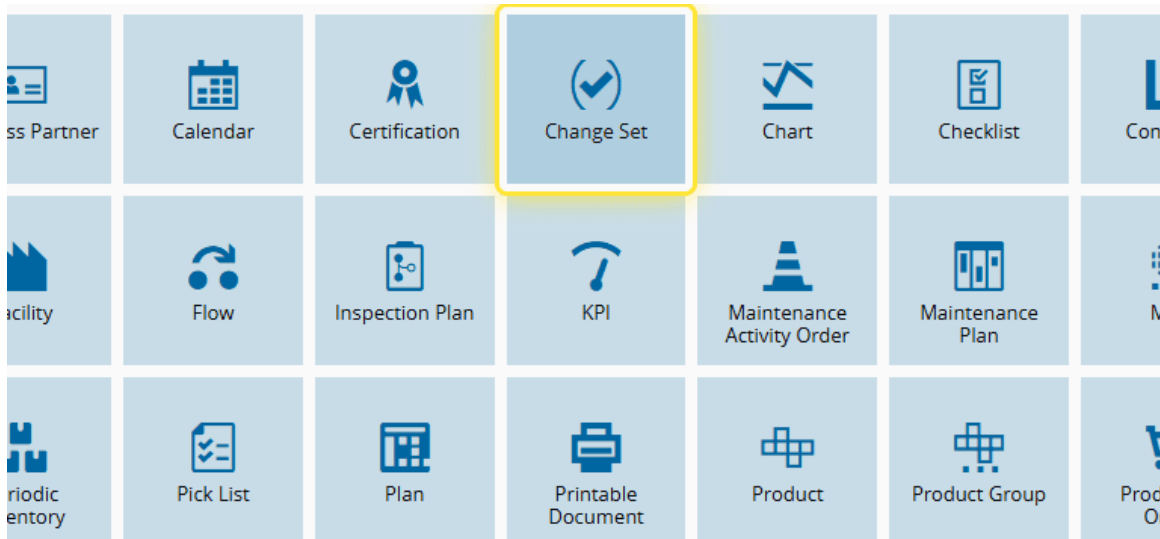 ss Partner
Calendar
Certification
Change Set
Chart
Checklist
Con
acility
Flow
Inspection Plan
KPI
Maintenance
Activity Order
Maintenance
Plan
M
riodic
entory
Pick List
Plan
Printable
Document
Product
Product Group
Prod
O